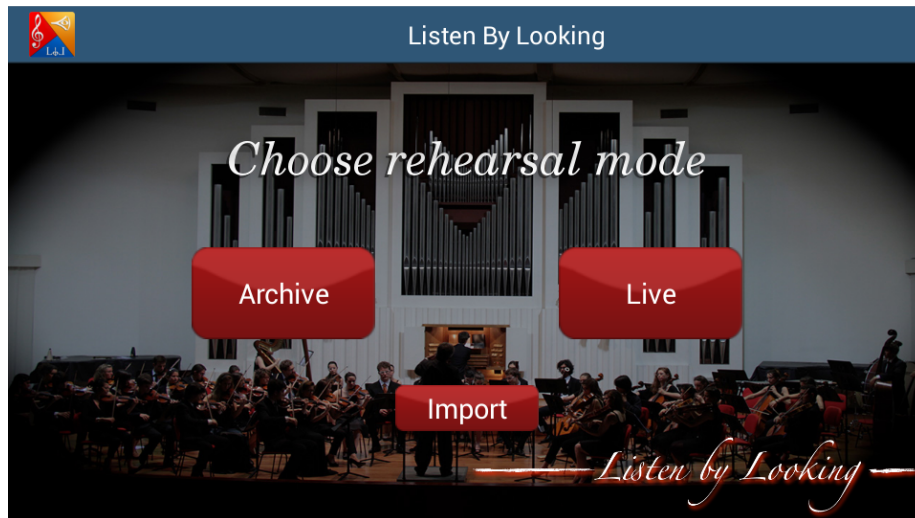 Listen By Looking
L&L
Choose rehearsal mode
Archive
Live
Import
Listen by Looking